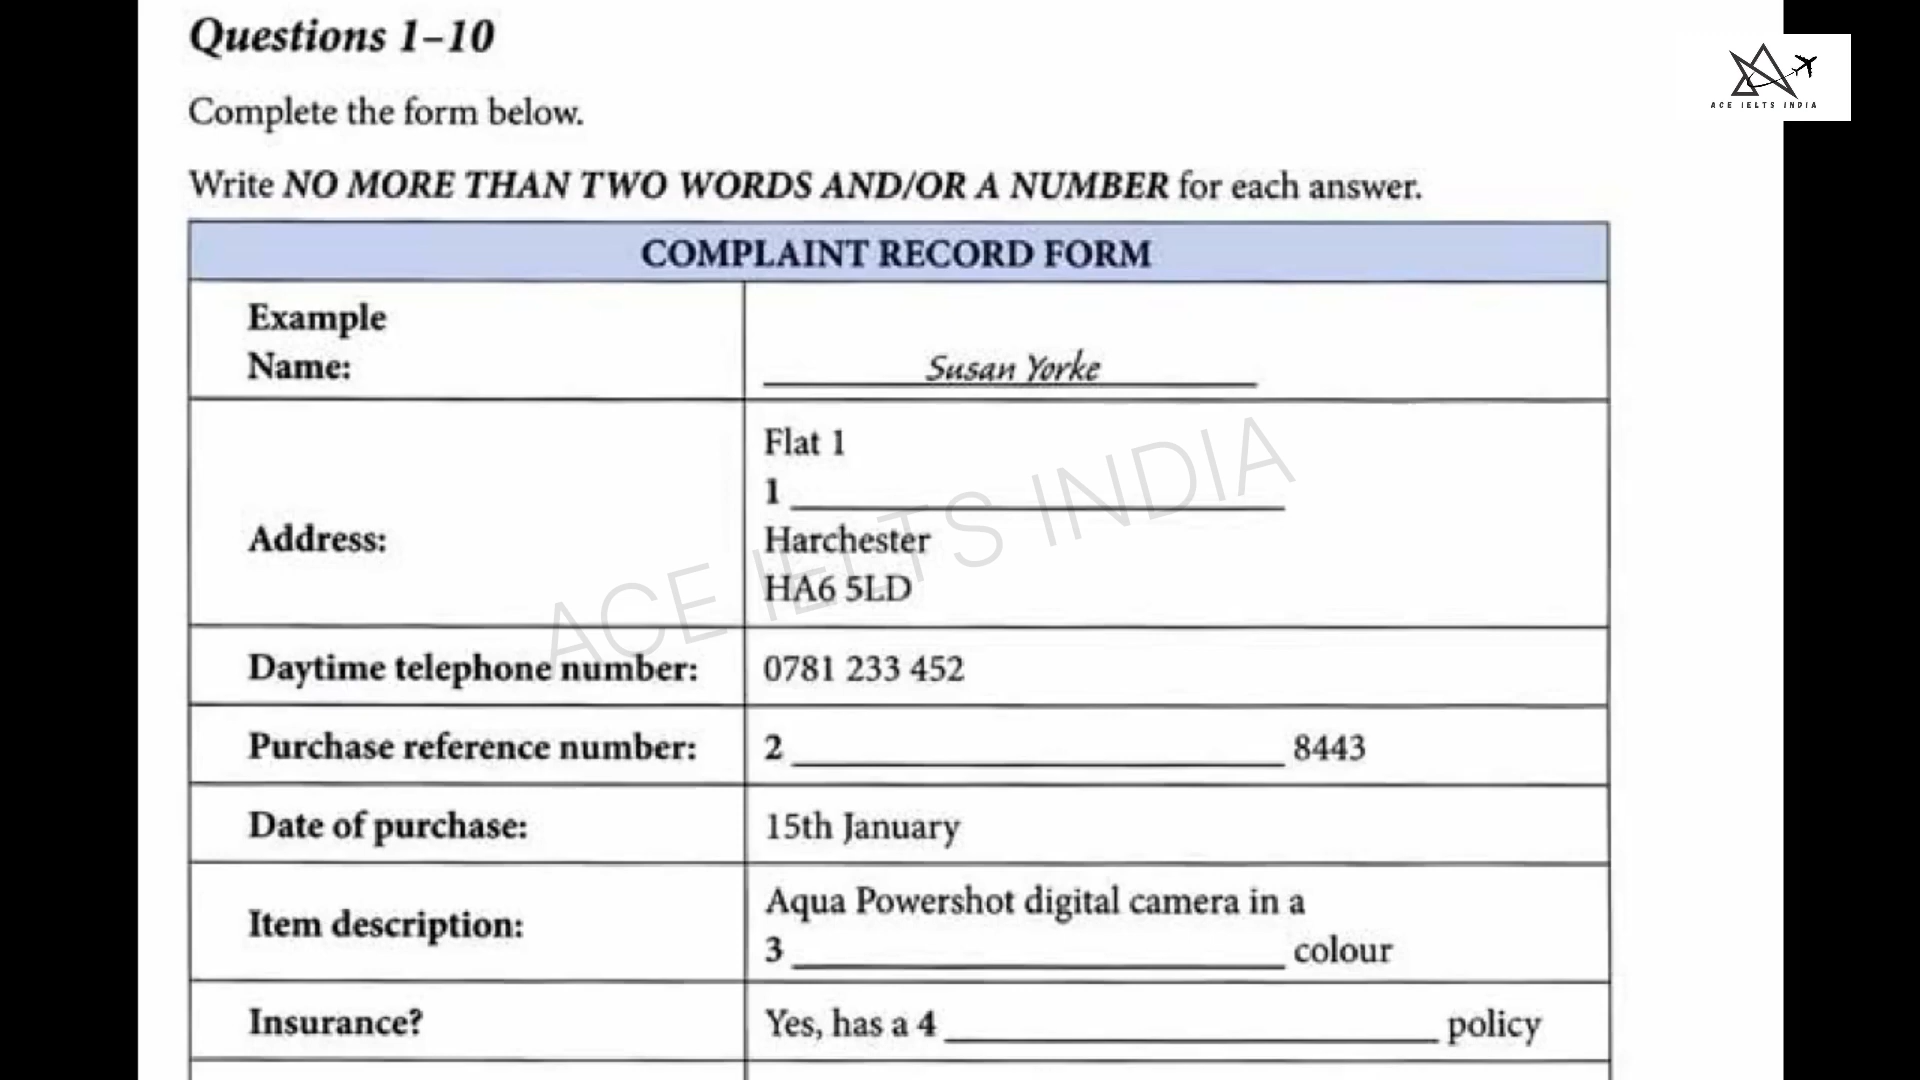 Questions 1–10
ACE IELTS INDIA
Complete the form below.
Write NO MORE THAN TWO WORDS AND/OR A NUMBER for each answer.
COMPLAINT RECORD FORM
Example
Name: Susan Yorke
Address:
Flat 1
1
Harchester
HA6 5LD
ACE IELTS INDIA
Daytime telephone number: 0781 233 452
Purchase reference number: 2 8443
Date of purchase: 15th January
Item description:
Aqua Powershot digital camera in a
3 colour
Insurance? Yes, has a 4 policy